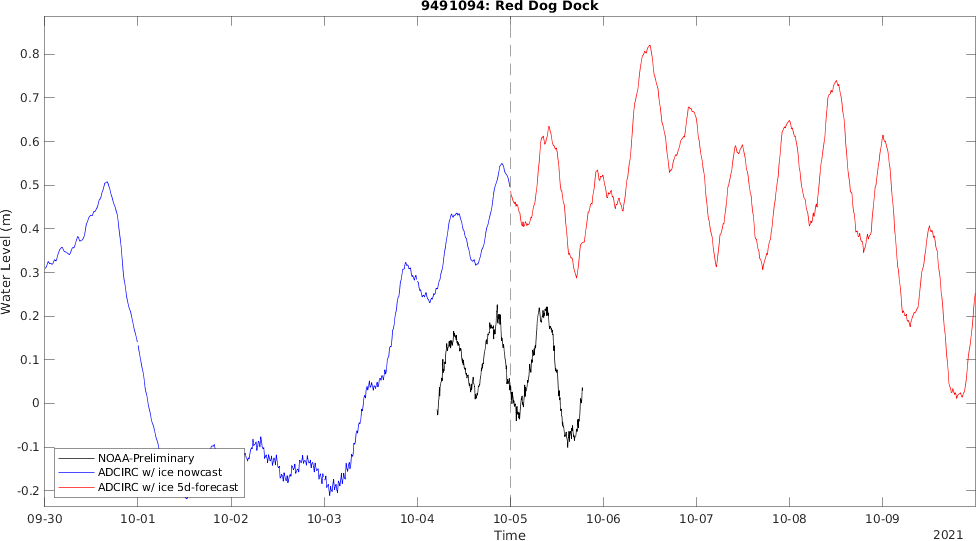 9491094: Red Dog Dock
Water Level (m)
0.8
0.7
0.6
0.5
0.4
0.3
0.2
0.1
0
-0.1
-0.2
NOAA-Preliminary
ADCIRC w/ ice nowcast
ADCIRC w/ ice 5d-forecast
09-30 10-01 10-02 10-03 10-04 10-05 10-06 10-07 10-08 10-09
Time
2021